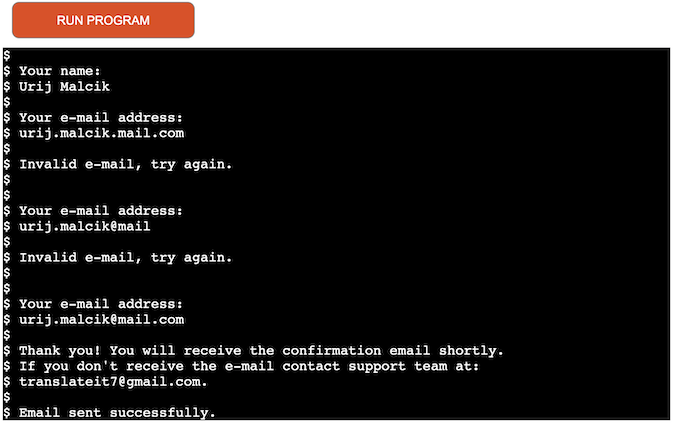 RUN PROGRAM
$
$ Your name:
$ Urij Malcik
$
$ Your e-mail address:
$ urij.malcik.mail.com
$
$ Invalid e-mail, try again.
$
$
$ Your e-mail address:
$ urij.malcik@mail
$
$ Invalid e-mail, try again.
$
$
$ Your e-mail address:
$ urij.malcik@mail.com
$
$ Thank you! You will receive the confirmation email shortly.
$ If you don't receive the e-mail contact support team at:
$ translateit7@gmail.com.
$
$ Email sent successfully.